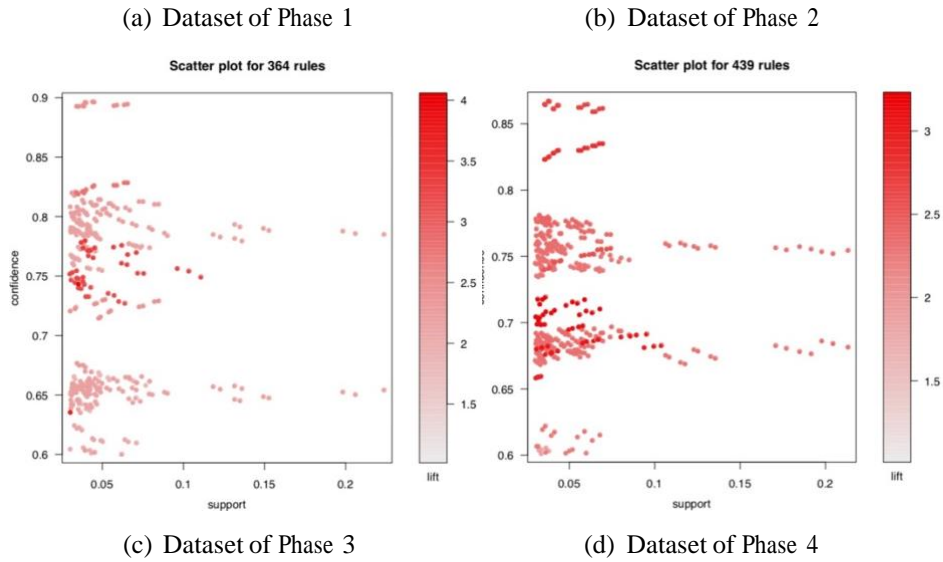 (a) Dataset of Phase 1
(b) Dataset of Phase 2
Scatter plot for 364 rules
0.9
0.85
0.8
0.75
0.7
0.65
0.6
confidence
0.05 0.1 0.15 0.2
support
4
3.5
3
2.5
2
1.5
lift
Scatter plot for 439 rules
0.85
0.8
0.75
0.7
0.65
0.6
0.05 0.1 0.15 0.2
support
3
2.5
2
1.5
lift
(c) Dataset of Phase 3
(d) Dataset of Phase 4